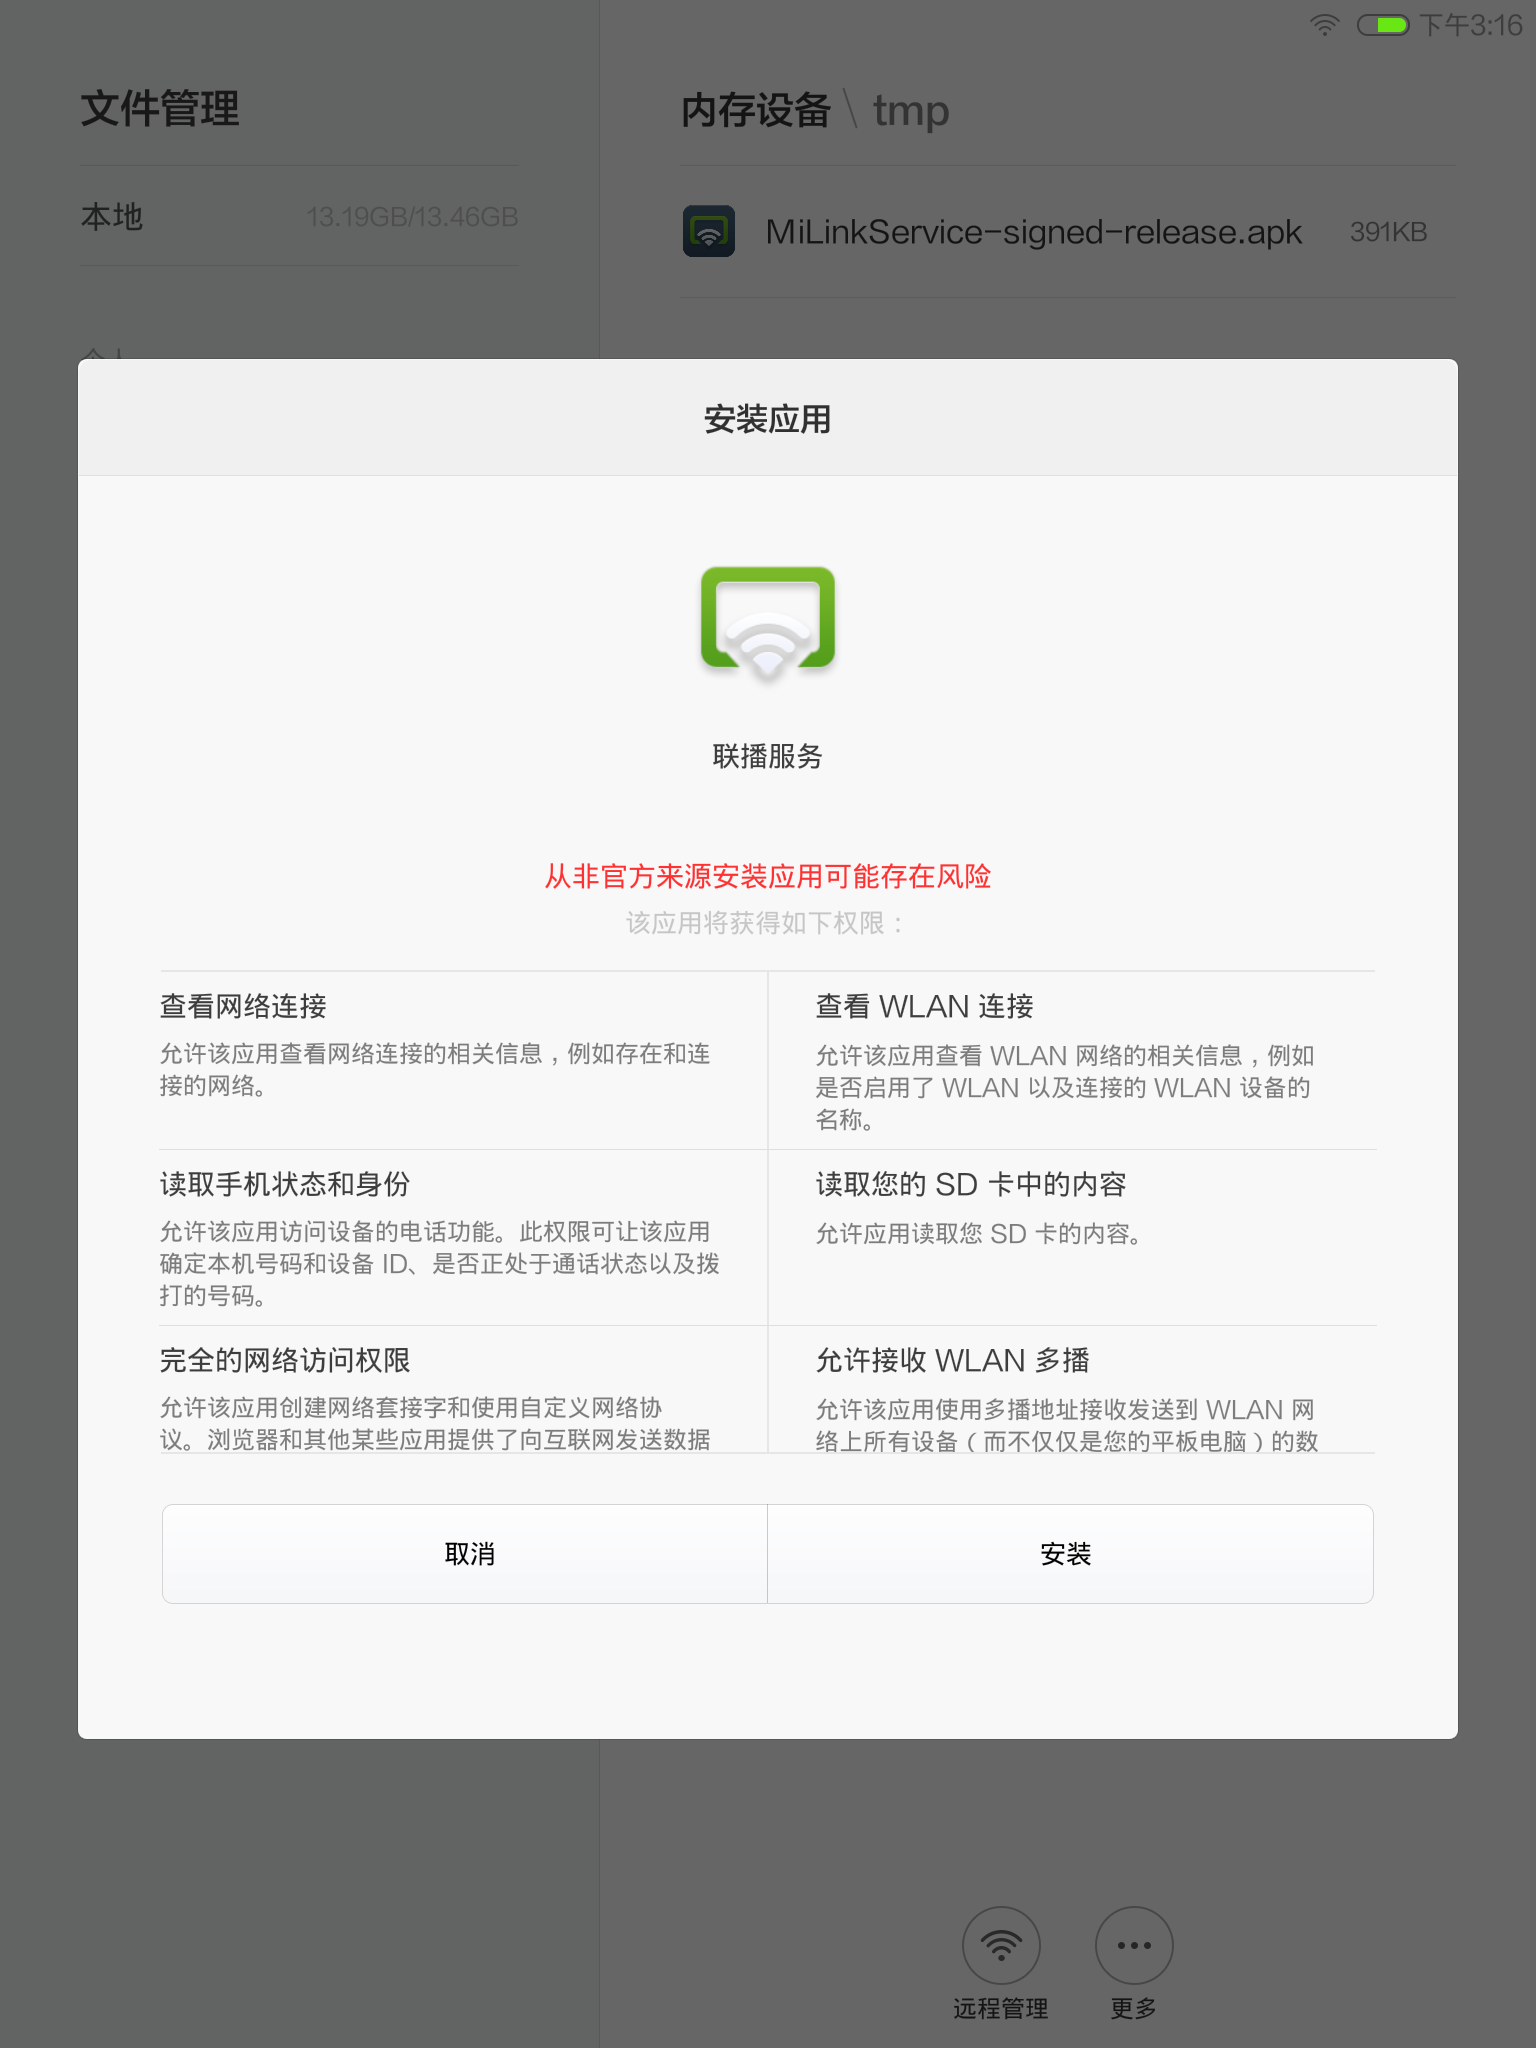 下午3:16
文件管理
内存设备 \ tmp
本地 13.19GB/13.46GB
MiLinkService-signed-release.apk 391KB
安装应用
联播服务
从非官方来源安装应用可能存在风险
该应用将获得如下权限：
查看网络连接
允许该应用查看网络连接的相关信息，例如存在和连
接的网络。
查看 WLAN 连接
允许该应用查看 WLAN 网络的相关信息，例如
是否启用了 WLAN 以及连接的 WLAN 设备的
名称。
读取手机状态和身份
允许该应用访问设备的电话功能。此权限可让该应用
确定本机号码和设备 ID、是否正处于通话状态以及拨
打的号码。
读取您的 SD 卡中的内容
允许应用读取您 SD 卡的内容。
完全的网络访问权限
允许该应用创建网络套接字和使用自定义网络协
议。浏览器和其他某些应用提供了向互联网发送数据
允许接收 WLAN 多播
允许该应用使用多播地址接收发送到 WLAN 网
络上所有设备（而不仅仅是您的平板电脑）的数
取消
安装
远程管理
更多